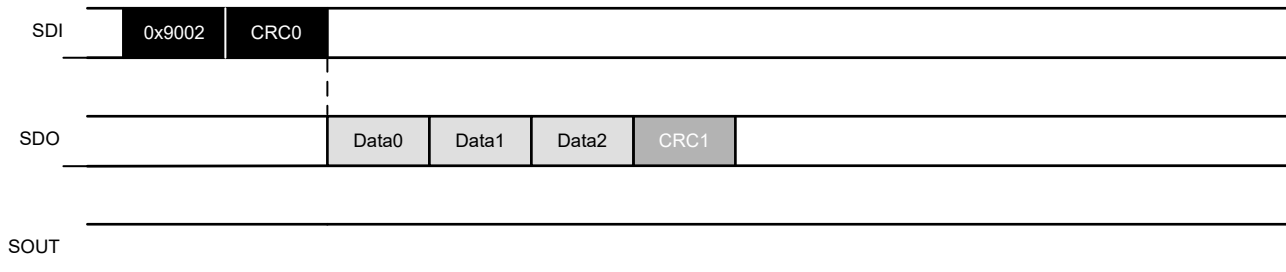 SDI 0x9002 CRC0
SDO Data0 Data1 Data2 CRC1
SOUT